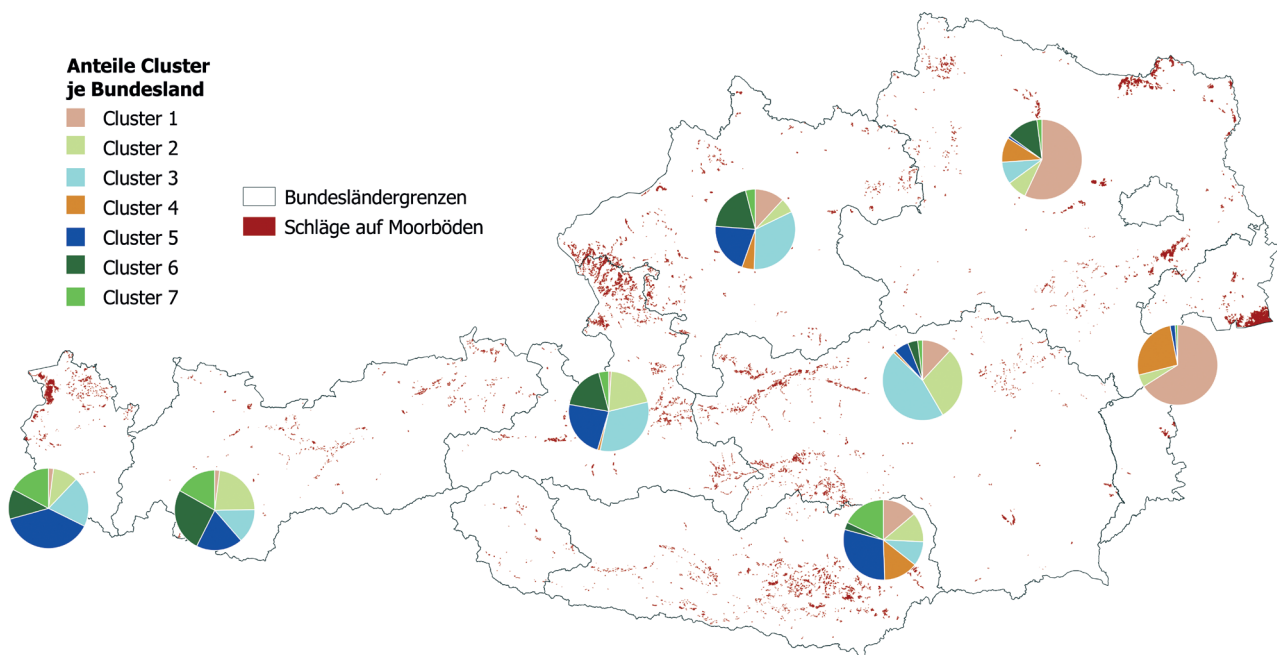 Anteile Cluster
je Bundesland
Cluster 1
Cluster 2
Cluster 3
Cluster 4
Cluster 5
Cluster 6
Cluster 7
Bundesländergrenzen
Schläge auf Moorböden